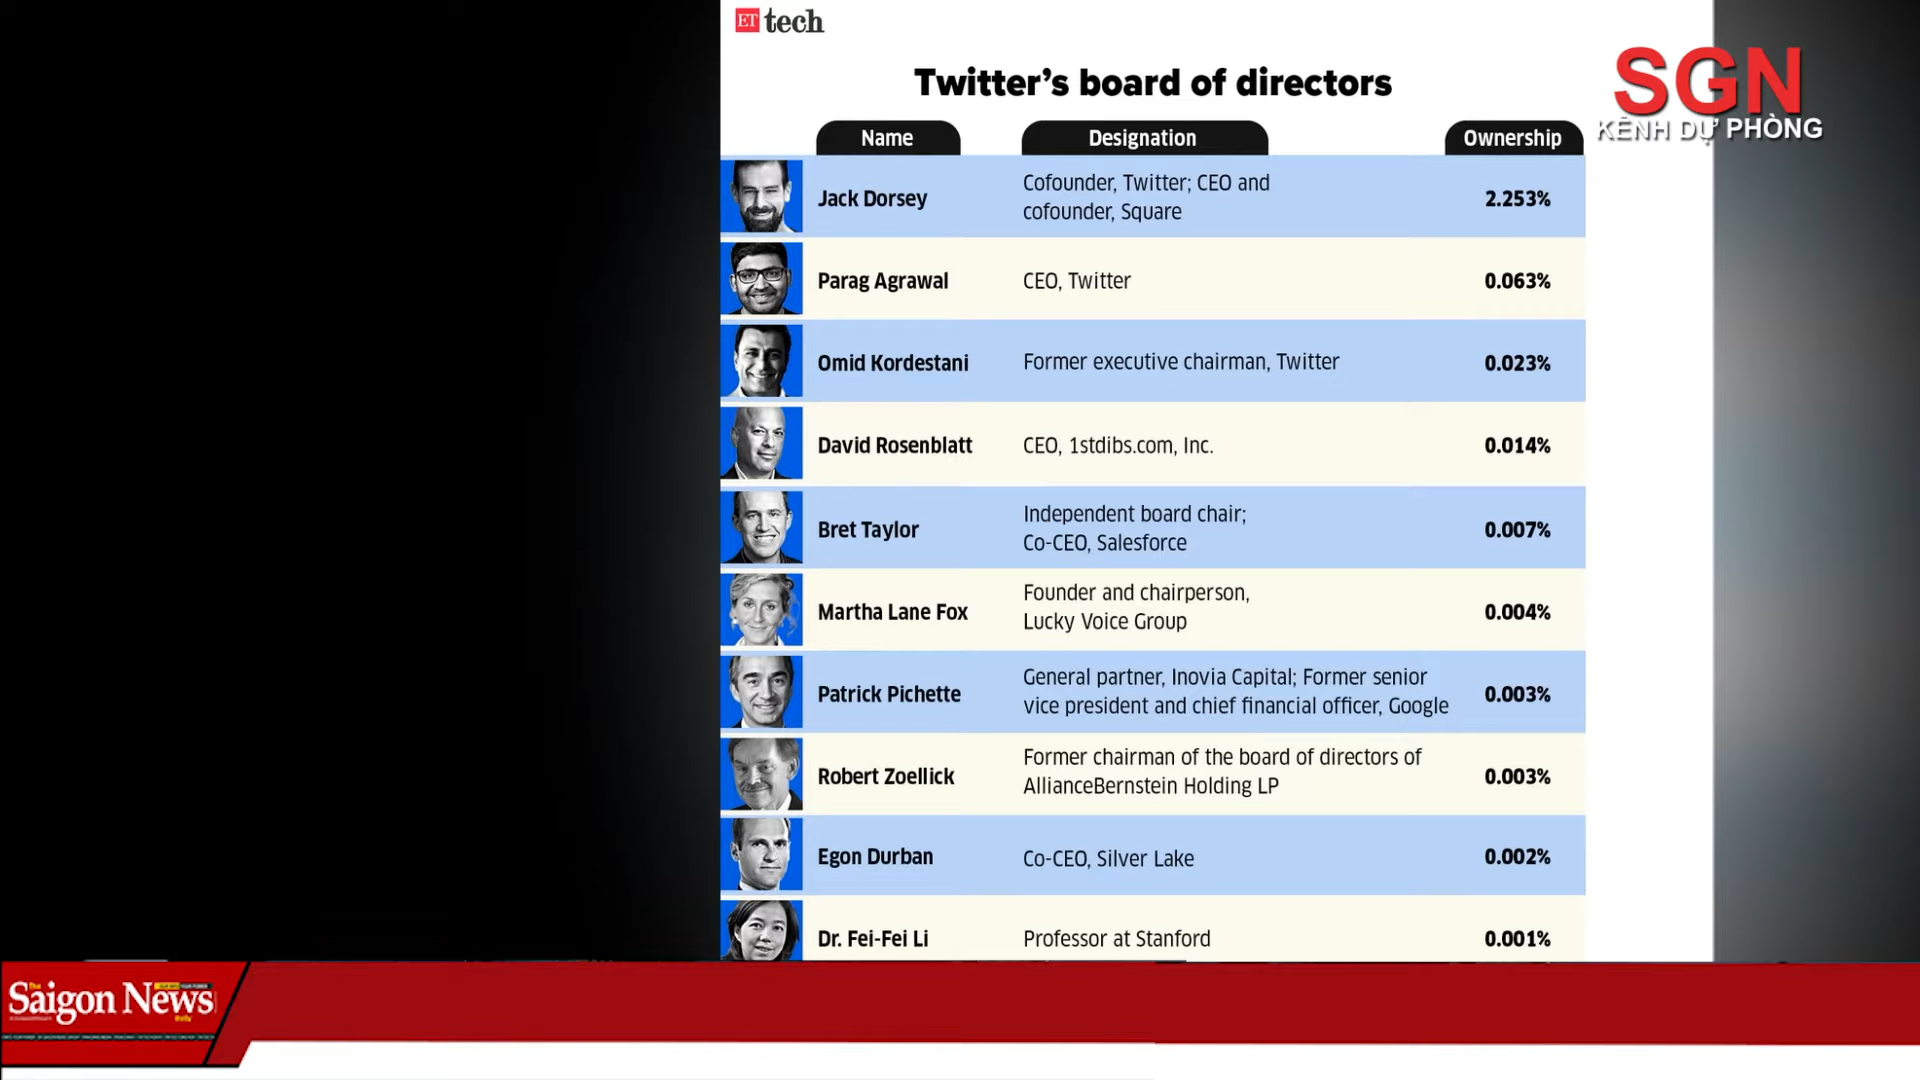 ET tech
SGN
KÊNH DỰ PHÒNG
Twitter's board of directors
Name Designation Ownership
Jack Dorsey
Cofounder, Twitter; CEO and
cofounder, Square
2.253%
Parag Agrawal
CEO, Twitter
0.063%
Omid Kordestani
Former executive chairman, Twitter
0.023%
David Rosenblatt
CEO, 1stdibs.com, Inc.
0.014%
Bret Taylor
Independent board chair;
Co-CEO, Salesforce
0.007%
Martha Lane Fox
Founder and chairperson,
Lucky Voice Group
0.004%
Patrick Pichette
General partner, Inovia Capital; Former senior
vice president and chief financial officer, Google
0.003%
Robert Zoellick
Former chairman of the board of directors of
AllianceBernstein Holding LP
0.003%
Egon Durban
Co-CEO, Silver Lake
0.002%
Dr. Fei-Fei Li
Professor at Stanford
0.001%
The
Saigon News